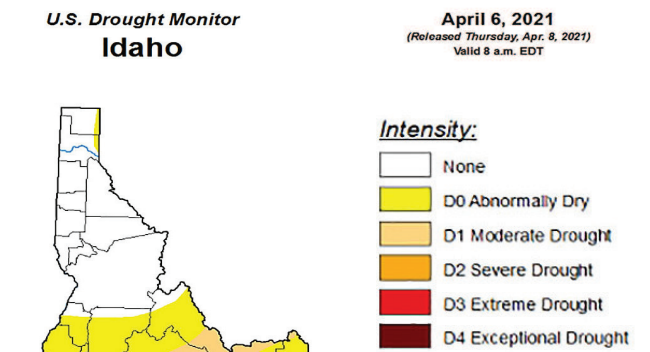 U.S. Drought Monitor
Idaho
April 6, 2021
(Released Thursday, Apr. 8, 2021)
Valid 8 a.m. EDT
Intensity:
None
D0 Abnormally Dry
D1 Moderate Drought
D2 Severe Drought
D3 Extreme Drought
D4 Exceptional Drought